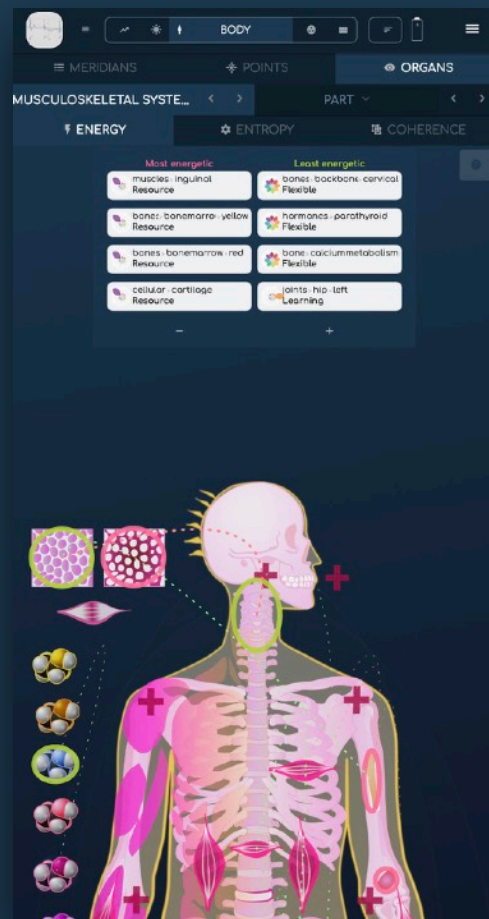 BODY
MERIDIANS
POINTS
ORGANS
MUSCULOSKELETAL SYSTE...
PART
ENERGY
ENTROPY
COHERENCE
Most energetic
Least energetic
muscles·inguinal
Resource
bones·backbone·cervical
Flexible
bones·bonemarrow·yellow
Resource
hormones·parathyroid
Flexible
bones·bonemarrow·red
Resource
bone·calciummetabolism
Flexible
cellular·cartilage
Resource
joints·hip·left
Learning
-
+